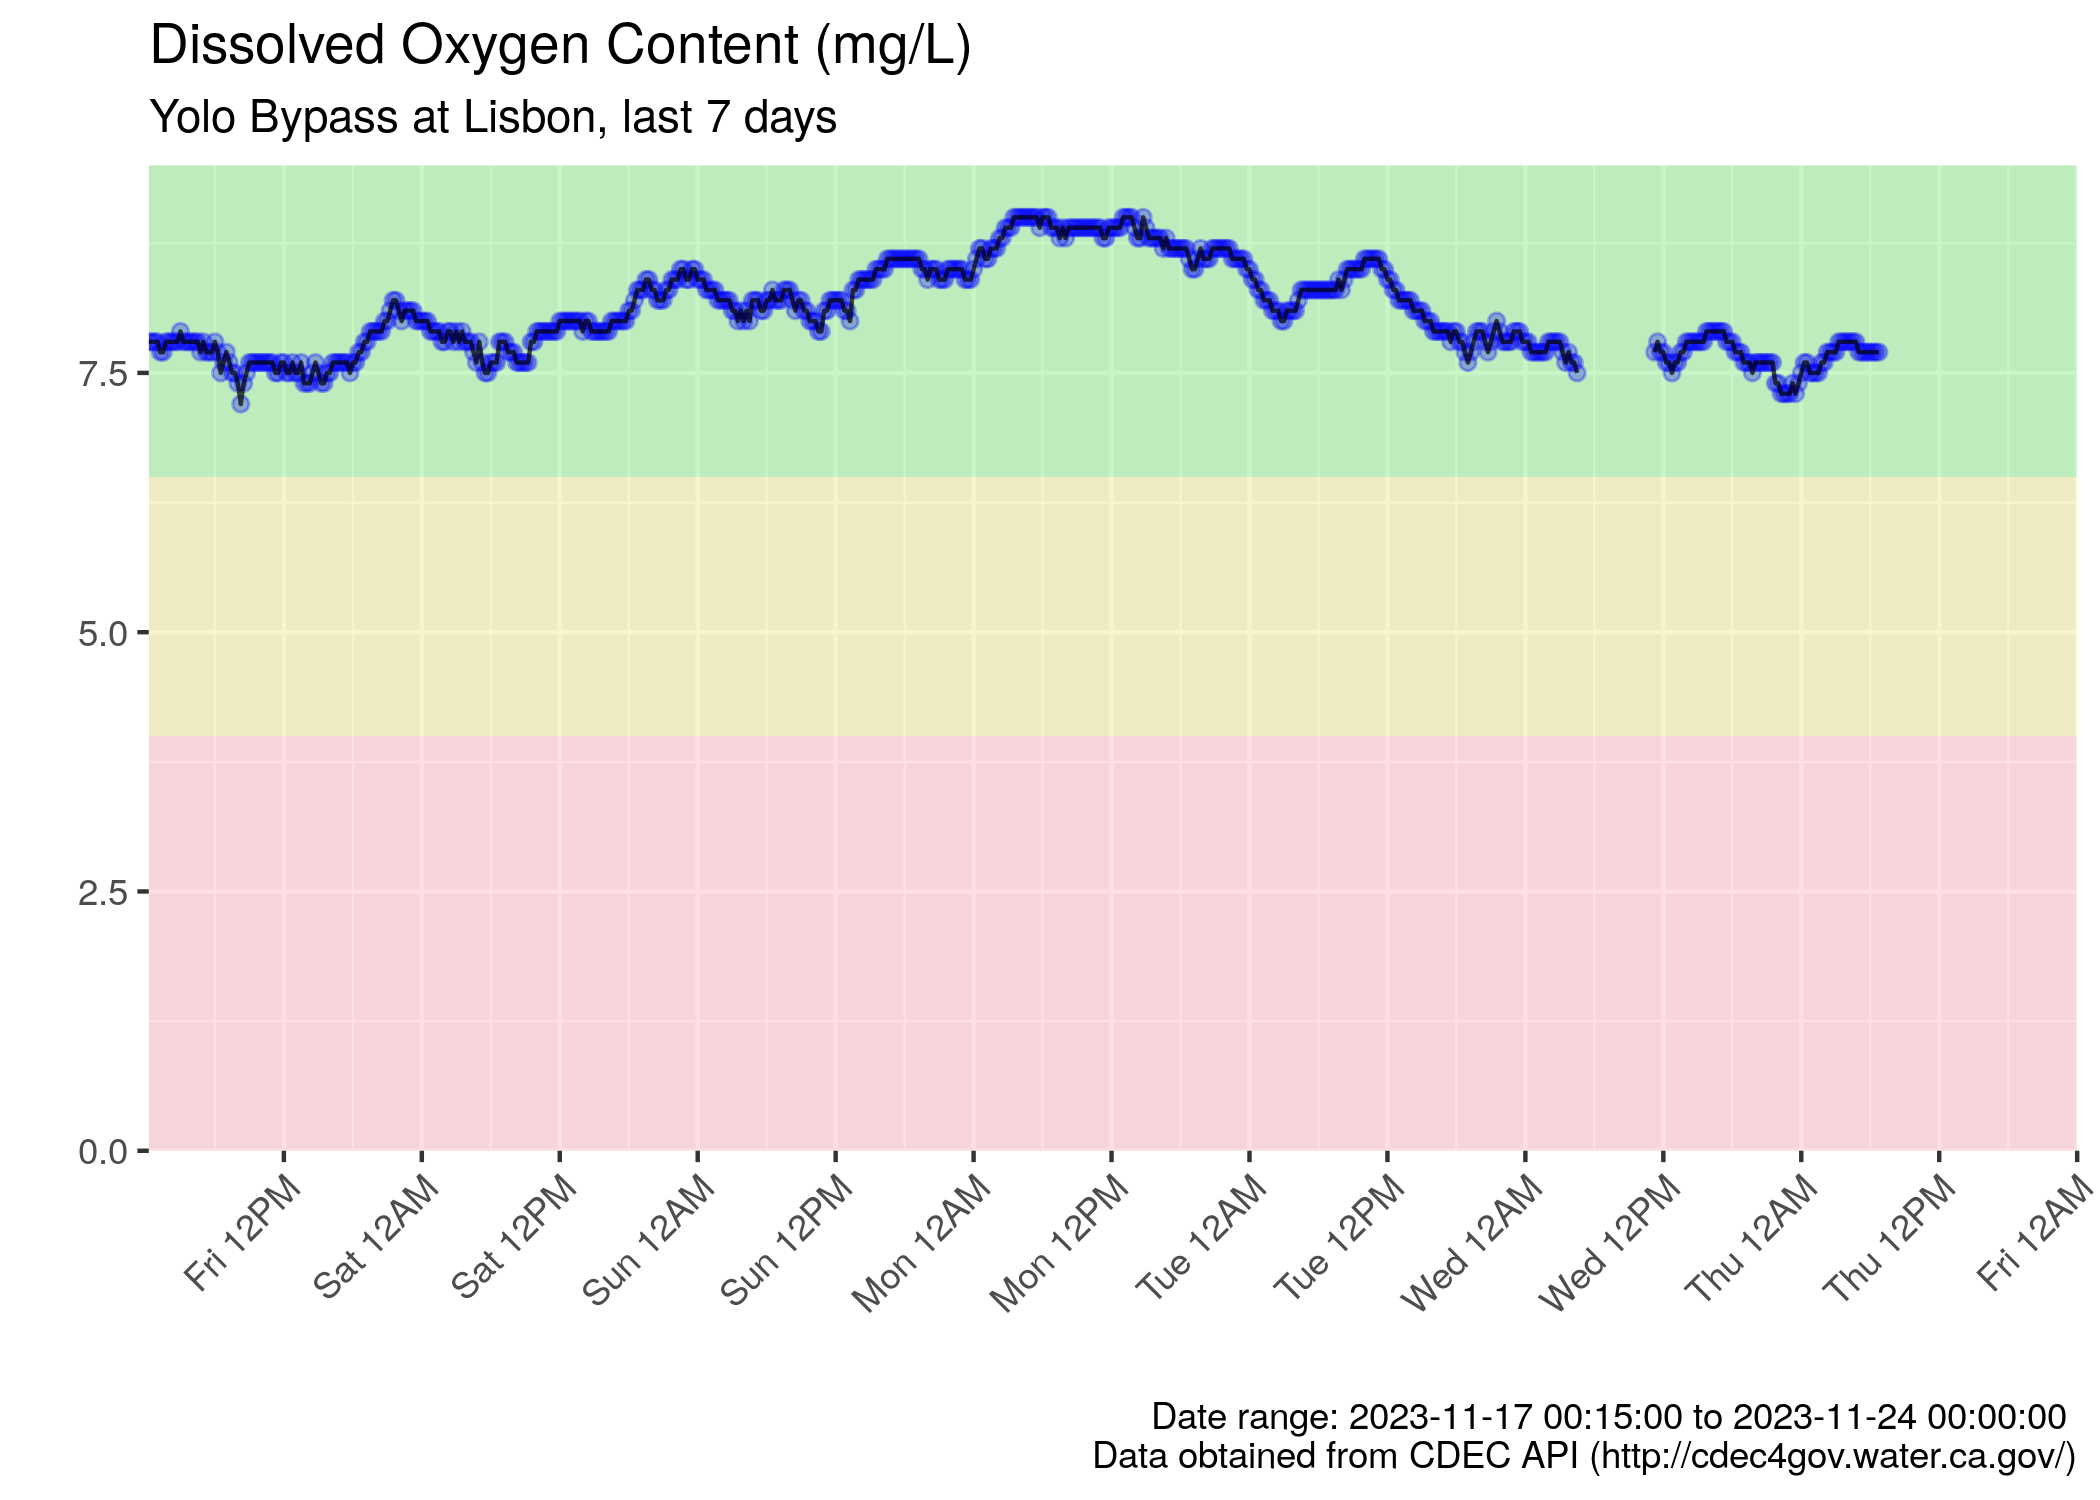 Dissolved Oxygen Content (mg/L)
Yolo Bypass at Lisbon, last 7 days
7.5
5.0
2.5
0.0
Fri 12PM
Sat 12AM
Sat 12PM
Sun 12AM
Sun 12PM
Mon 12AM
Mon 12PM
Tue 12AM
Tue 12PM
Wed 12AM
Wed 12PM
Thu 12AM
Thu 12PM
Fri 12AM
Date range: 2023-11-17 00:15:00 to 2023-11-24 00:00:00
Data obtained from CDEC API (http://cdec4gov.water.ca.gov/)